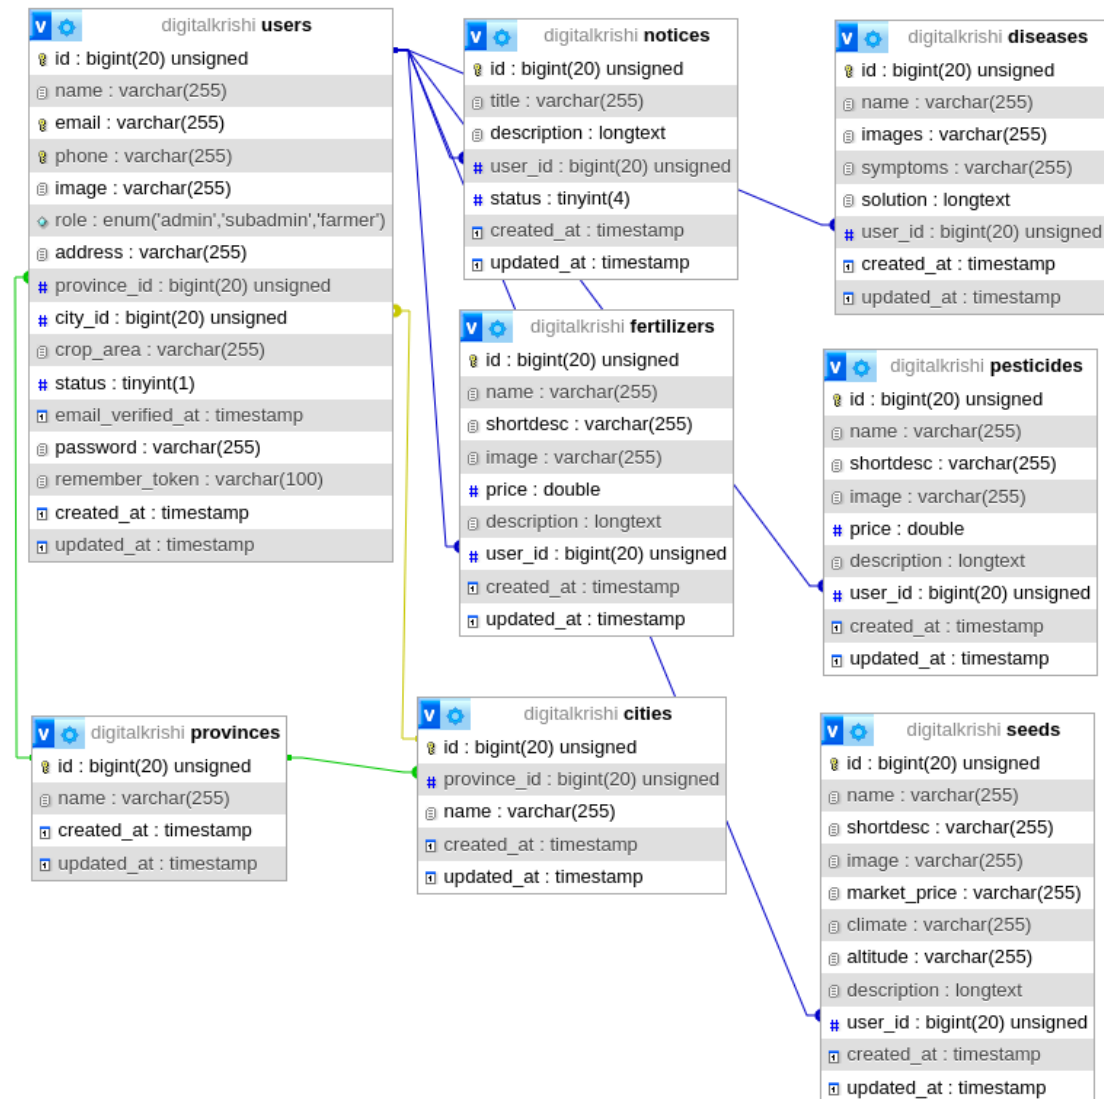 digitalkrishi users
id : bigint(20) unsigned
name : varchar(255)
email : varchar(255)
phone : varchar(255)
image : varchar(255)
role : enum('admin','subadmin','farmer')
address : varchar(255)
province_id : bigint(20) unsigned
city_id : bigint(20) unsigned
crop_area : varchar(255)
status : tinyint(1)
email_verified_at : timestamp
password : varchar(255)
remember_token : varchar(100)
created_at : timestamp
updated_at : timestamp
digitalkrishi notices
id : bigint(20) unsigned
title : varchar(255)
description : longtext
user_id : bigint(20) unsigned
status : tinyint(4)
created_at : timestamp
updated_at : timestamp
digitalkrishi diseases
id : bigint(20) unsigned
name : varchar(255)
images : varchar(255)
symptoms : varchar(255)
solution : longtext
user_id : bigint(20) unsigned
created_at : timestamp
updated_at : timestamp
digitalkrishi fertilizers
id : bigint(20) unsigned
name : varchar(255)
shortdesc : varchar(255)
image : varchar(255)
price : double
description : longtext
user_id : bigint(20) unsigned
created_at : timestamp
updated_at : timestamp
digitalkrishi pesticides
id : bigint(20) unsigned
name : varchar(255)
shortdesc : varchar(255)
image : varchar(255)
price : double
description : longtext
user_id : bigint(20) unsigned
created_at : timestamp
updated_at : timestamp
digitalkrishi provinces
id : bigint(20) unsigned
name : varchar(255)
created_at : timestamp
updated_at : timestamp
digitalkrishi cities
id : bigint(20) unsigned
province_id : bigint(20) unsigned
name : varchar(255)
created_at : timestamp
updated_at : timestamp
digitalkrishi seeds
id : bigint(20) unsigned
name : varchar(255)
shortdesc : varchar(255)
image : varchar(255)
market_price : varchar(255)
climate : varchar(255)
altitude : varchar(255)
description : longtext
user_id : bigint(20) unsigned
created_at : timestamp
updated_at : timestamp